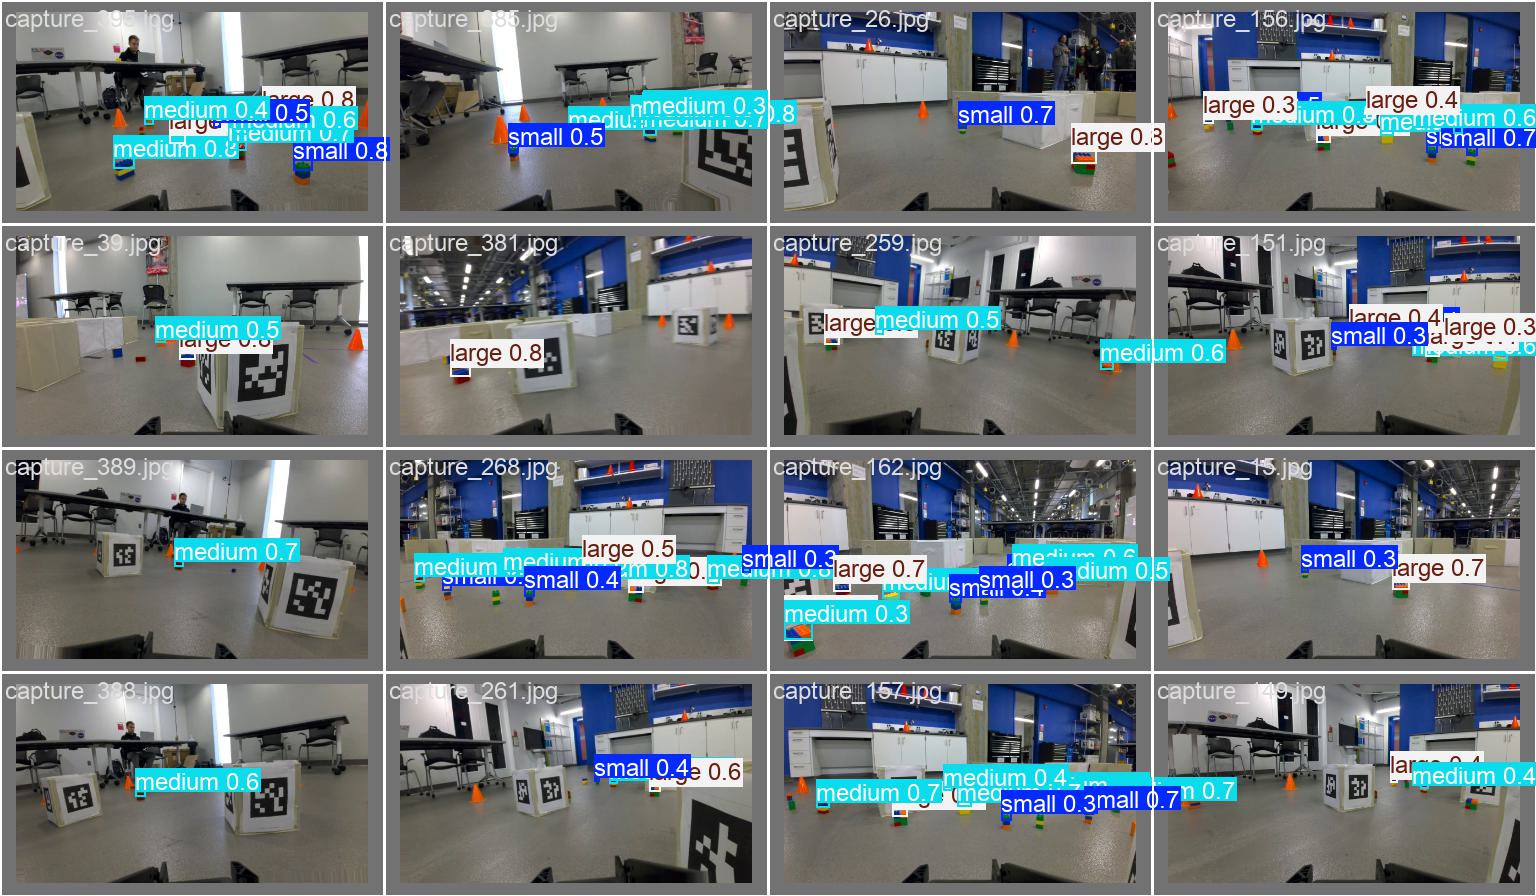 capture_395.jpg
large 0.8
medium 0.4
0.5
large
medium 0.6
medium 0.7
medium 0.8
small 0.8
capture_385.jpg
medium 0.3
0.8
medium 0.7
small 0.5
capture_26.jpg
small 0.7
large 0.8
capture_156.jpg
large 0.3
large 0.4
medium 0.6
small 0.7
capture_39.jpg
medium 0.5
capture_381.jpg
large 0.8
capture_259.jpg
large
medium 0.5
medium 0.6
capture_151.jpg
large 0.4
large 0.3
small 0.3
capture_389.jpg
medium 0.7
capture_268.jpg
large 0.5
medium
medium
0.8
small 0.4
capture_162.jpg
small 0.3
large 0.7
medium 0.6
medium 0.5
small 0.3
medium 0.3
capture_15.jpg
small 0.3
large 0.7
capture_388.jpg
medium 0.6
capture_261.jpg
small 0.4
large 0.6
capture_157.jpg
medium 0.4
medium 0.7
small 0.3
small 0.7
capture_149.jpg
0.7
large 0.4
medium 0.4